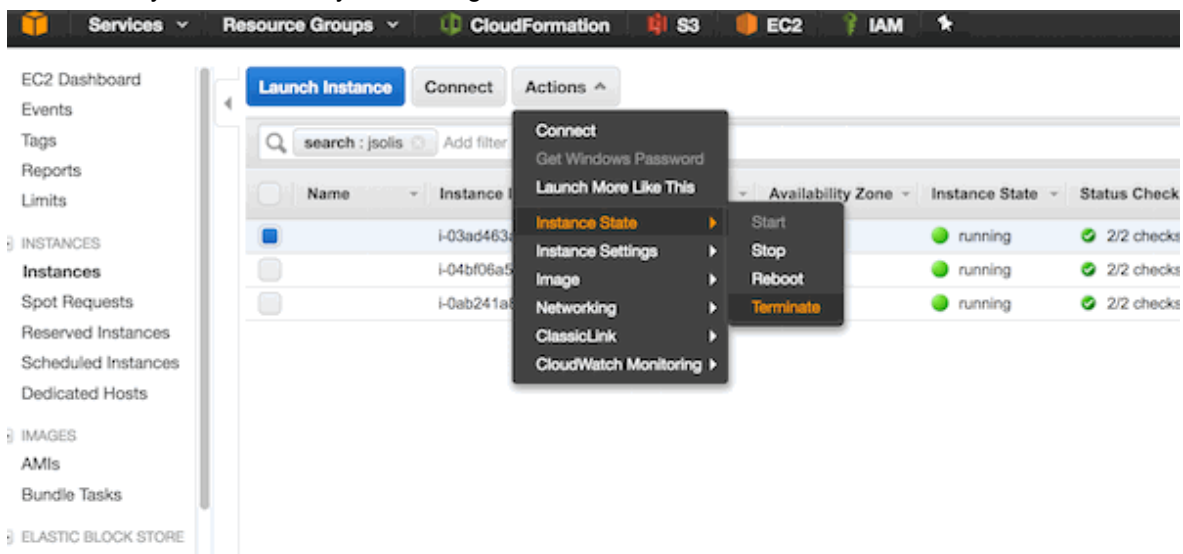 Services Resource Groups CloudFormation S3 EC2 IAM
EC2 Dashboard
Events
Tags
Reports
Limits
INSTANCES
Instances
Spot Requests
Reserved Instances
Scheduled Instances
Dedicated Hosts
IMAGES
AMIs
Bundle Tasks
ELASTIC BLOCK STORE
Launch Instance Connect Actions
search : jsolis Add filter
Name Instance I Availability Zone Instance State Status Check
i-03ad463a running 2/2 checks
i-04bf06a5 running 2/2 checks
i-0ab241a8 running 2/2 checks
Connect
Get Windows Password
Launch More Like This
Instance State
Instance Settings
Image
Networking
ClassicLink
CloudWatch Monitoring
Start
Stop
Reboot
Terminate